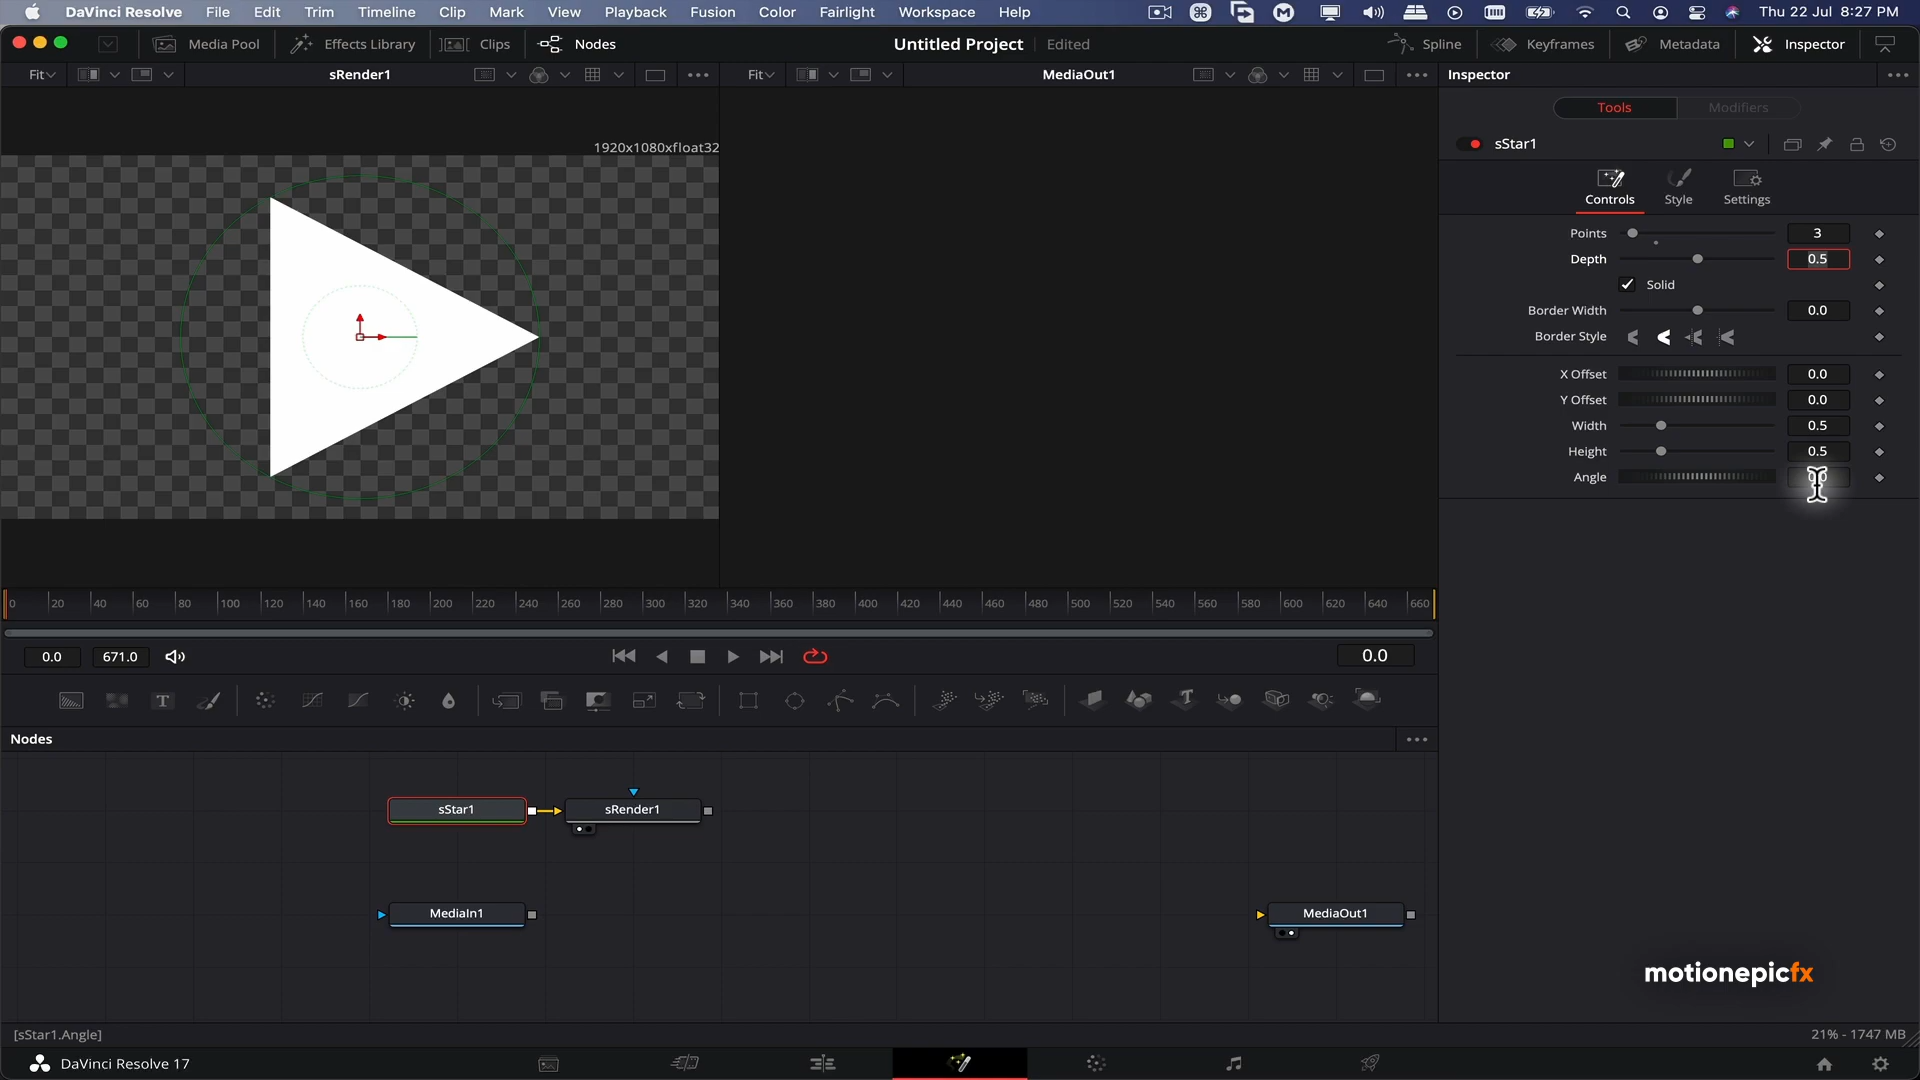 DaVinci Resolve File Edit Trim Timeline Clip Mark View Playback Fusion Color Fairlight Workspace Help Thu 22 Jul 8:27 PM
Media Pool Effects Library Clips Nodes Untitled Project Edited Spline Keyframes Metadata Inspector
Fit sRender1 Fit MediaOut1 Inspector
Tools Modifiers
1920x1080xfloat32
sStar1
Controls Style Settings
Points 3
Depth 0.5
Solid
Border Width 0.0
Border Style
X Offset 0.0
Y Offset 0.0
Width 0.5
Height 0.5
Angle
0 20 40 60 80 100 120 140 160 180 200 220 240 260 280 300 320 340 360 380 400 420 440 460 480 500 520 540 560 580 600 620 640 660
0.0 671.0 0.0
Nodes
sStar1 sRender1
MediaIn1 MediaOut1
motionepicfx
[sStar1.Angle] 21% - 1747 MB
DaVinci Resolve 17